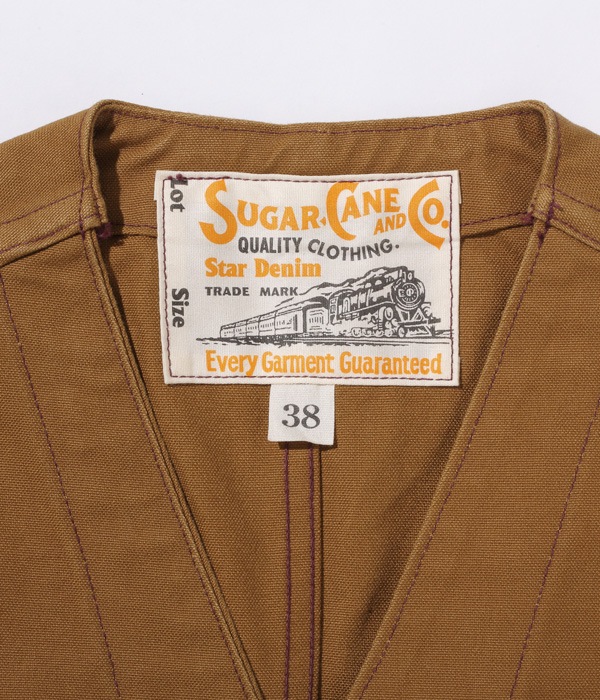 Lot
SUGAR CANE AND CO.
QUALITY CLOTHING.
Star Denim
TRADE MARK
Size
Every Garment Guaranteed
38